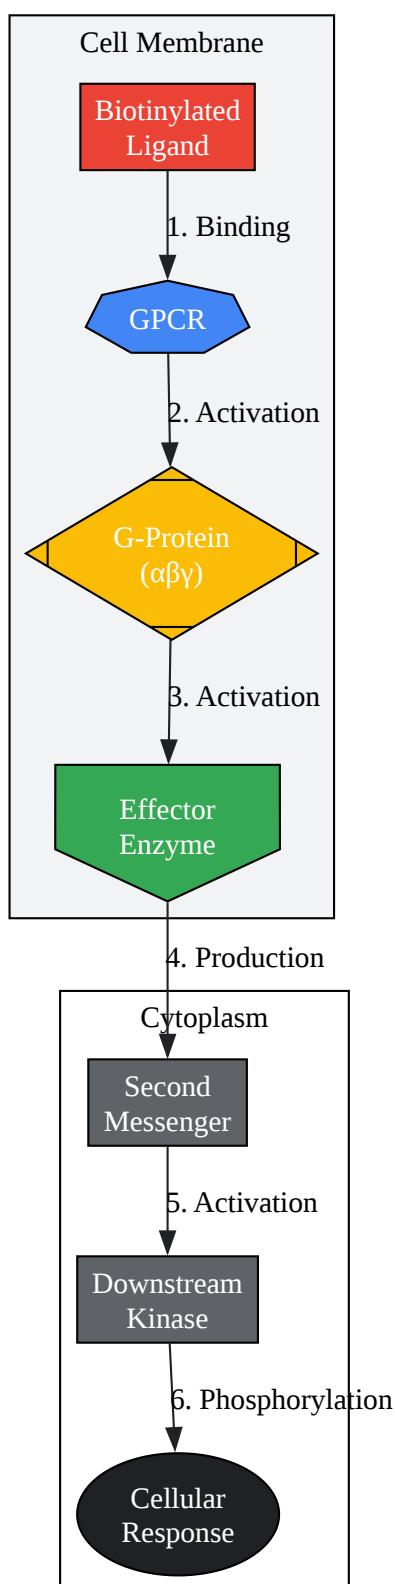 Cell Membrane
Biotinylated
Ligand
1. Binding
GPCR
2. Activation
G-Protein
(αβγ)
3. Activation
Effector
Enzyme
4. Production
Cytoplasm
Second
Messenger
5. Activation
Downstream
Kinase
6. Phosphorylation
Cellular
Response